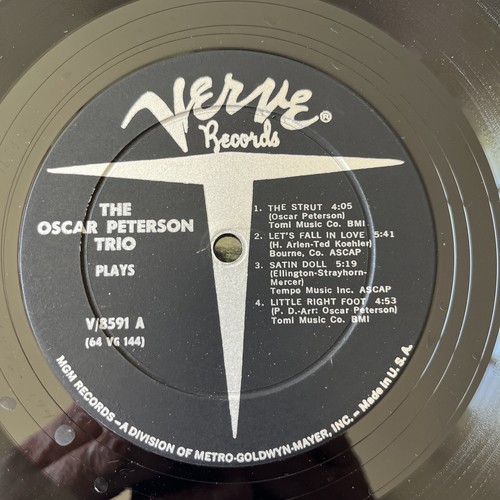 VERVE®
Records
THE
OSCAR PETERSON
TRIO
PLAYS
V/8591 A
(64 VG 144)
1. THE STRUT 4:05
(Oscar Peterson)
Tomi Music Co. BMI
2. LET'S FALL IN LOVE 5:41
(H. Arlen-Ted Koehler)
Bourne, Co. ASCAP
3. SATIN DOLL 5:19
(Ellington-Strayhorn-
Mercer)
Tempo Music Inc. ASCAP
4. LITTLE RIGHT FOOT 4:53
(P. D.-Arr: Oscar Peterson)
Tomi Music Co. BMI
MGM RECORDS—A DIVISION OF METRO-GOLDWYN-MAYER, INC. — Made in U. S. A.